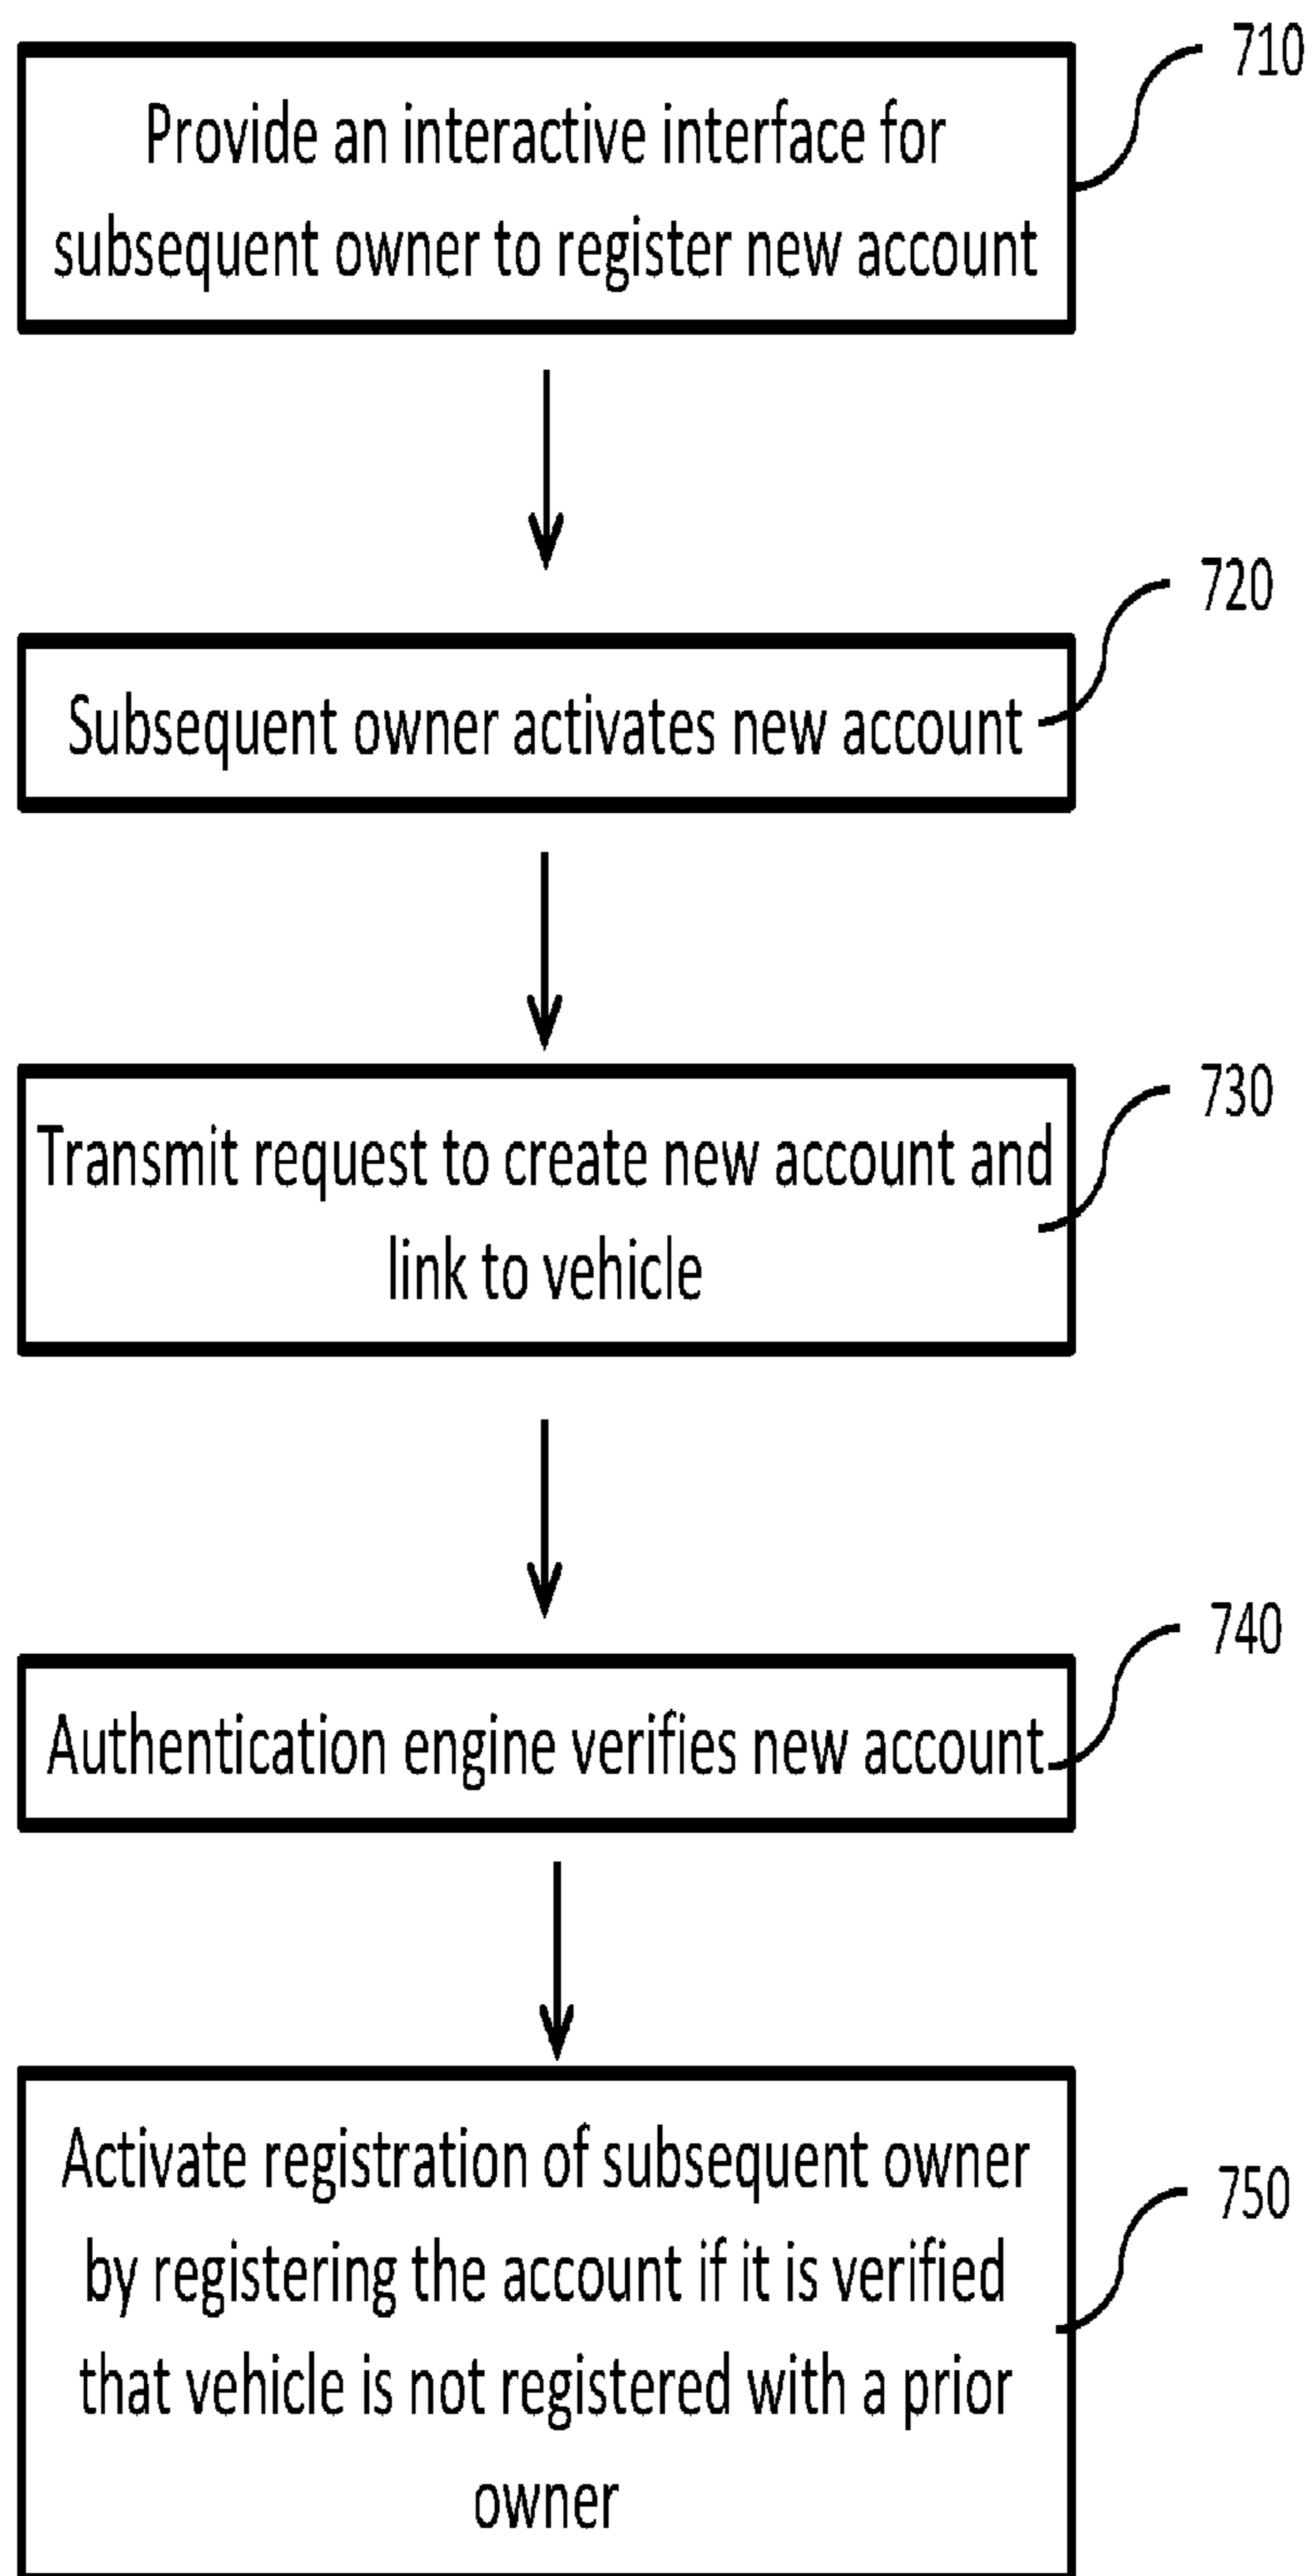 710
Provide an interactive interface for
subsequent owner to register new account
720
Subsequent owner activates new account
730
Transmit request to create new account and
link to vehicle
740
Authentication engine verifies new account
750
Activate registration of subsequent owner
by registering the account if it is verified
that vehicle is not registered with a prior
owner